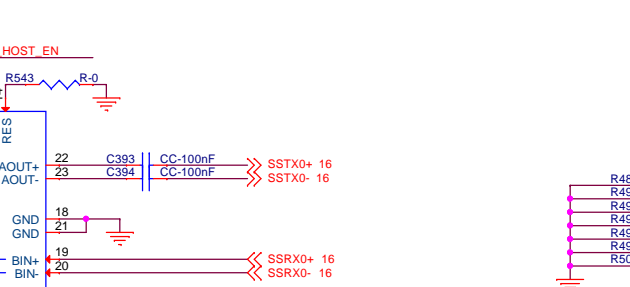 _HOST_EN
R543 R-0
RES
AOUT+ 22 C393 CC-100nF SSTX0+ 16
AOUT- 23 C394 CC-100nF SSTX0- 16
GND 18
GND 21
BIN+ 19 SSRX0+ 16
BIN- 20 SSRX0- 16
R48
R49
R49
R49
R49
R49
R50